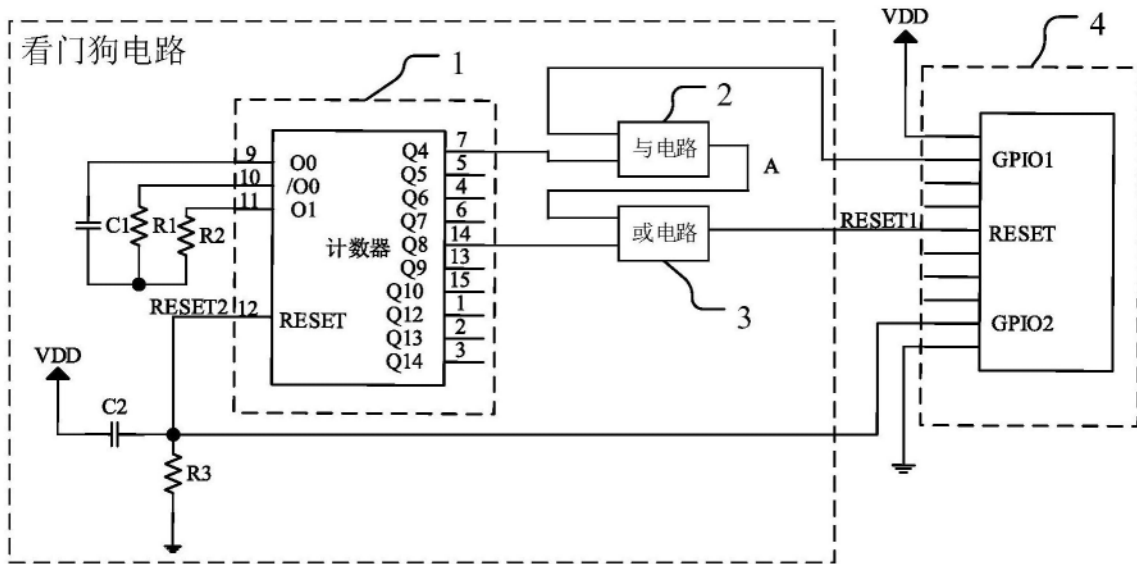 VDD
4
看门狗电路
1
2
9
O0
Q4
7
与电路
GPIO1
10
/O0
Q5
5
A
11
O1
Q6
4
C1
R1
R2
Q7
6
计数器
Q8
14
或电路
RESET1
RESET
Q9
13
Q10
15
RESET2
12
RESET
Q12
1
3
GPIO2
Q13
2
Q14
3
VDD
C2
R3